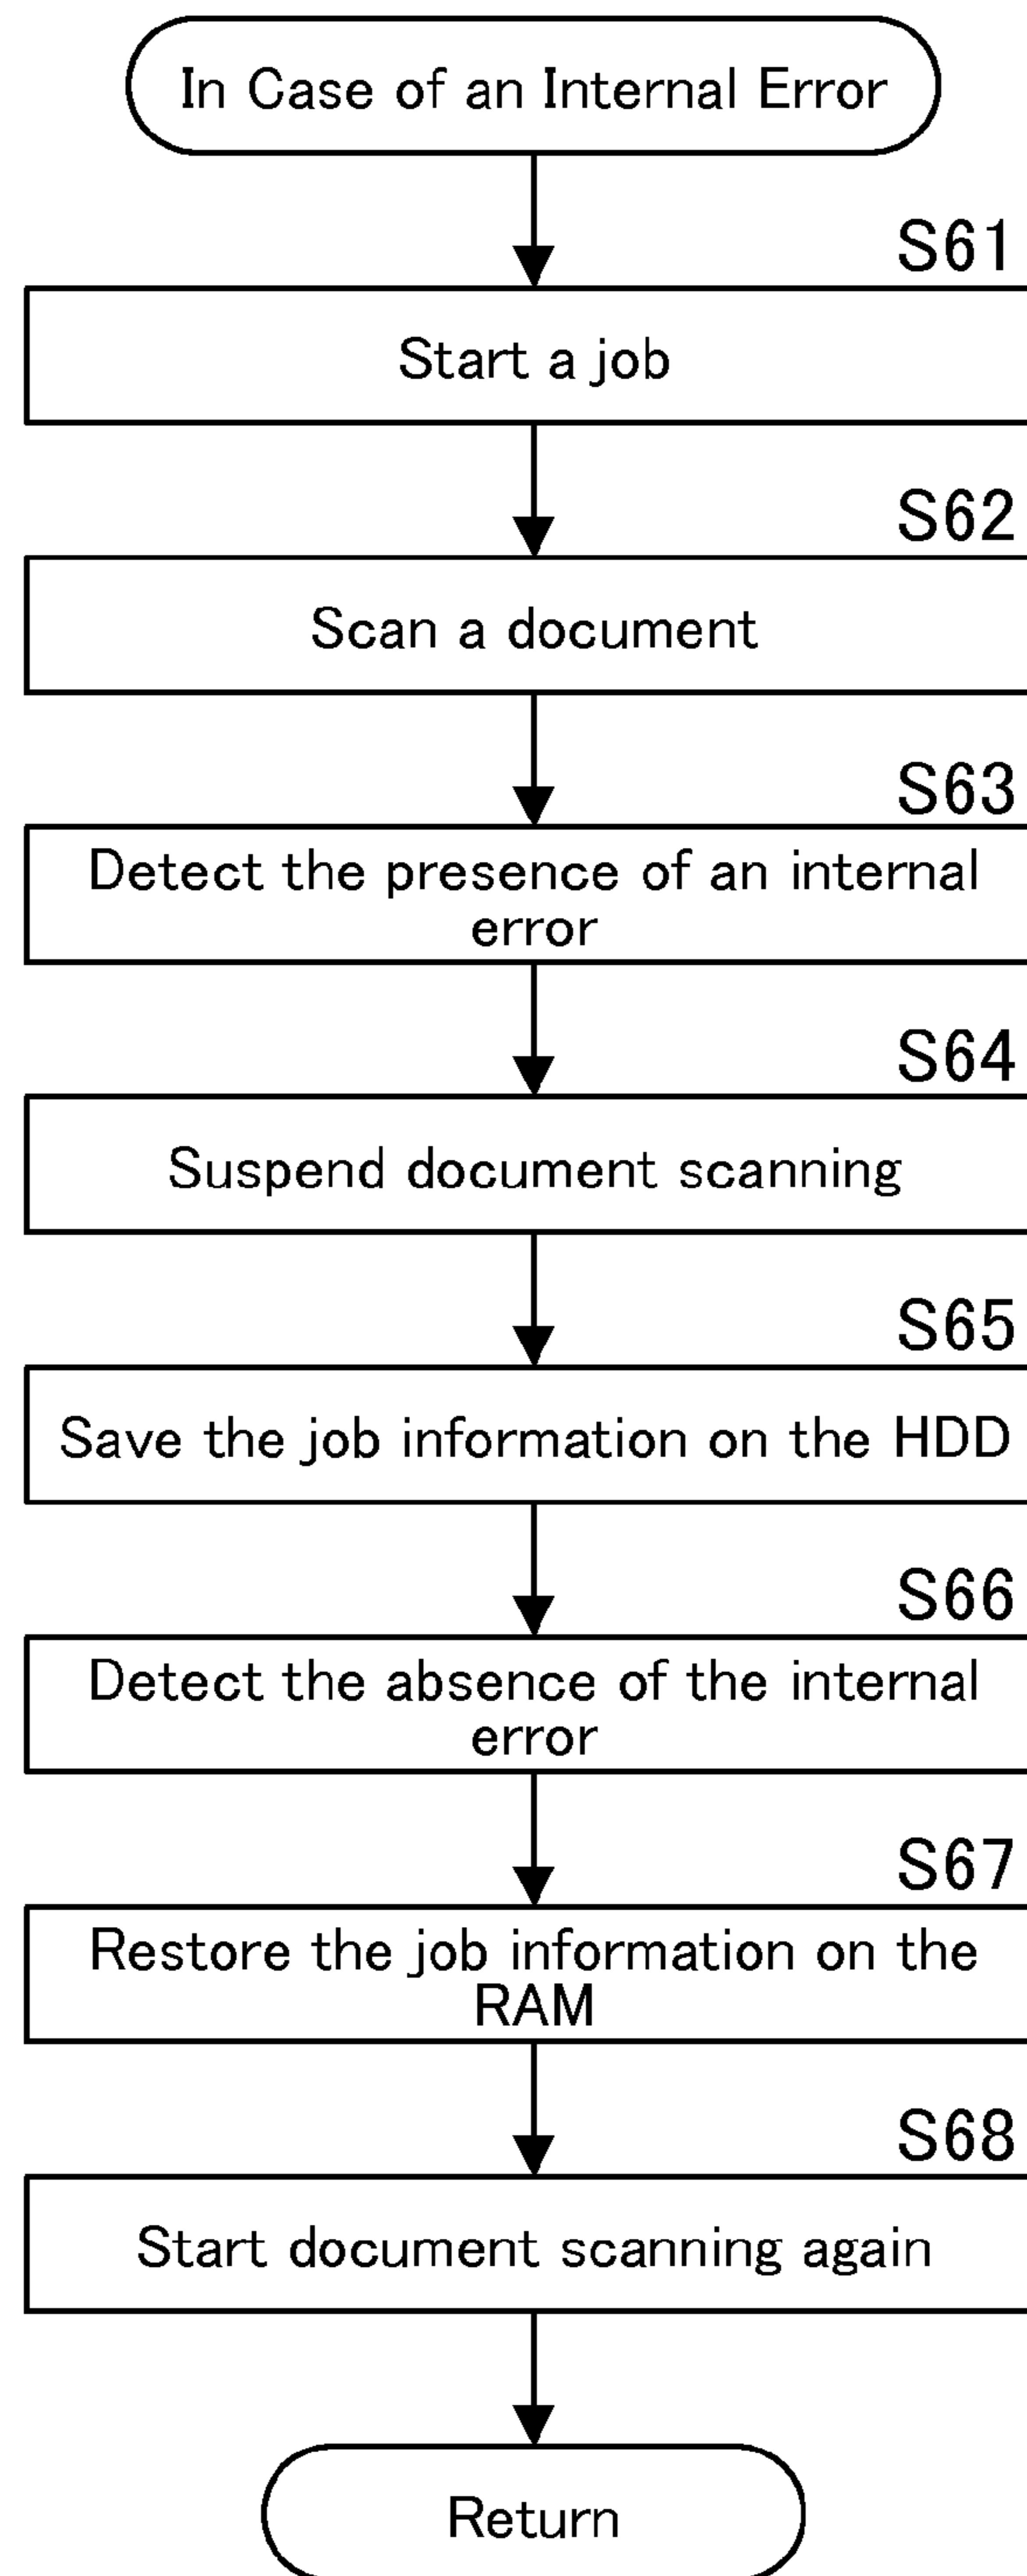 In Case of an Internal Error
S61
Start a job
S62
Scan a document
S63
Detect the presence of an internal
error
S64
Suspend document scanning
S65
Save the job information on the HDD
S66
Detect the absence of the internal
error
S67
Restore the job information on the
RAM
S68
Start document scanning again
Return